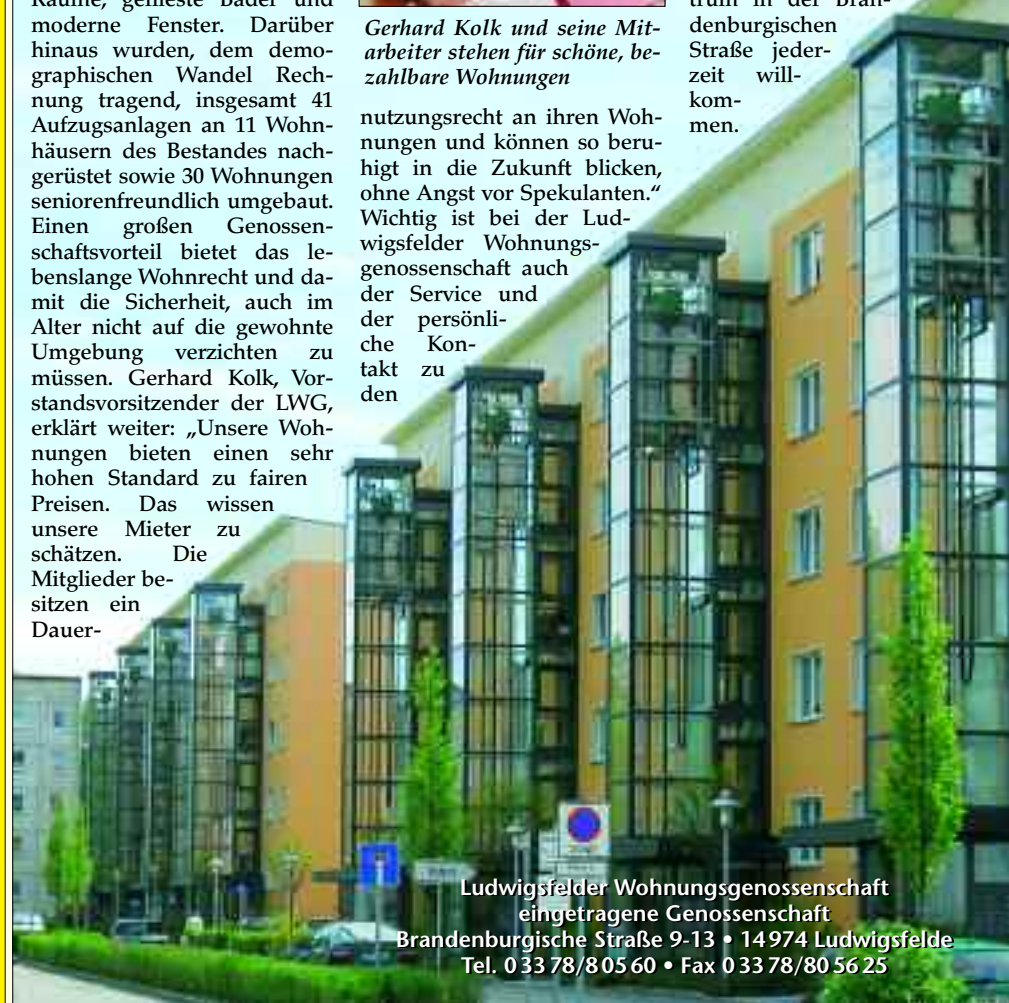 Räume, geflieste Bäder und
moderne Fenster. Darüber
hinaus wurden, dem demo-
graphischen Wandel Rech-
nung tragend, insgesamt 41
Aufzugsanlagen an 11 Wohn-
häusern des Bestandes nach-
gerüstet sowie 30 Wohnungen
seniorenfreundlich umgebaut.
Einen großen Genossen-
schaftsvorteil bietet das le-
benslange Wohnrecht und da-
mit die Sicherheit, auch im
Alter nicht auf die gewohnte
Umgebung verzichten zu
müssen. Gerhard Kolk, Vor-
standsvorsitzender der LWG,
erklärt weiter: „Unsere Woh-
nungen bieten einen sehr
hohen Standard zu fairen
Preisen. Das wissen
unsere Mieter zu
schätzen. Die
Mitglieder be-
sitzen ein
Dauer-
Gerhard Kolk und seine Mit-
arbeiter stehen für schöne, be-
zahlbare Wohnungen
nutzungsrecht an ihren Woh-
nungen und können so beru-
higt in die Zukunft blicken,
ohne Angst vor Spekulanten.“
Wichtig ist bei der Lud-
wigsfelder Wohnungs-
genossenschaft auch
der Service und
der persönli-
che Kon-
takt zu
den
trum in der Bran-
denburgischen
Straße jeder-
zeit will-
kom-
men.
Ludwigsfelder Wohnungsgenossenschaft
eingetragene Genossenschaft
Brandenburgische Straße 9-13 • 14974 Ludwigsfelde
Tel. 0 33 78/8 05 60 • Fax 0 33 78/80 56 25